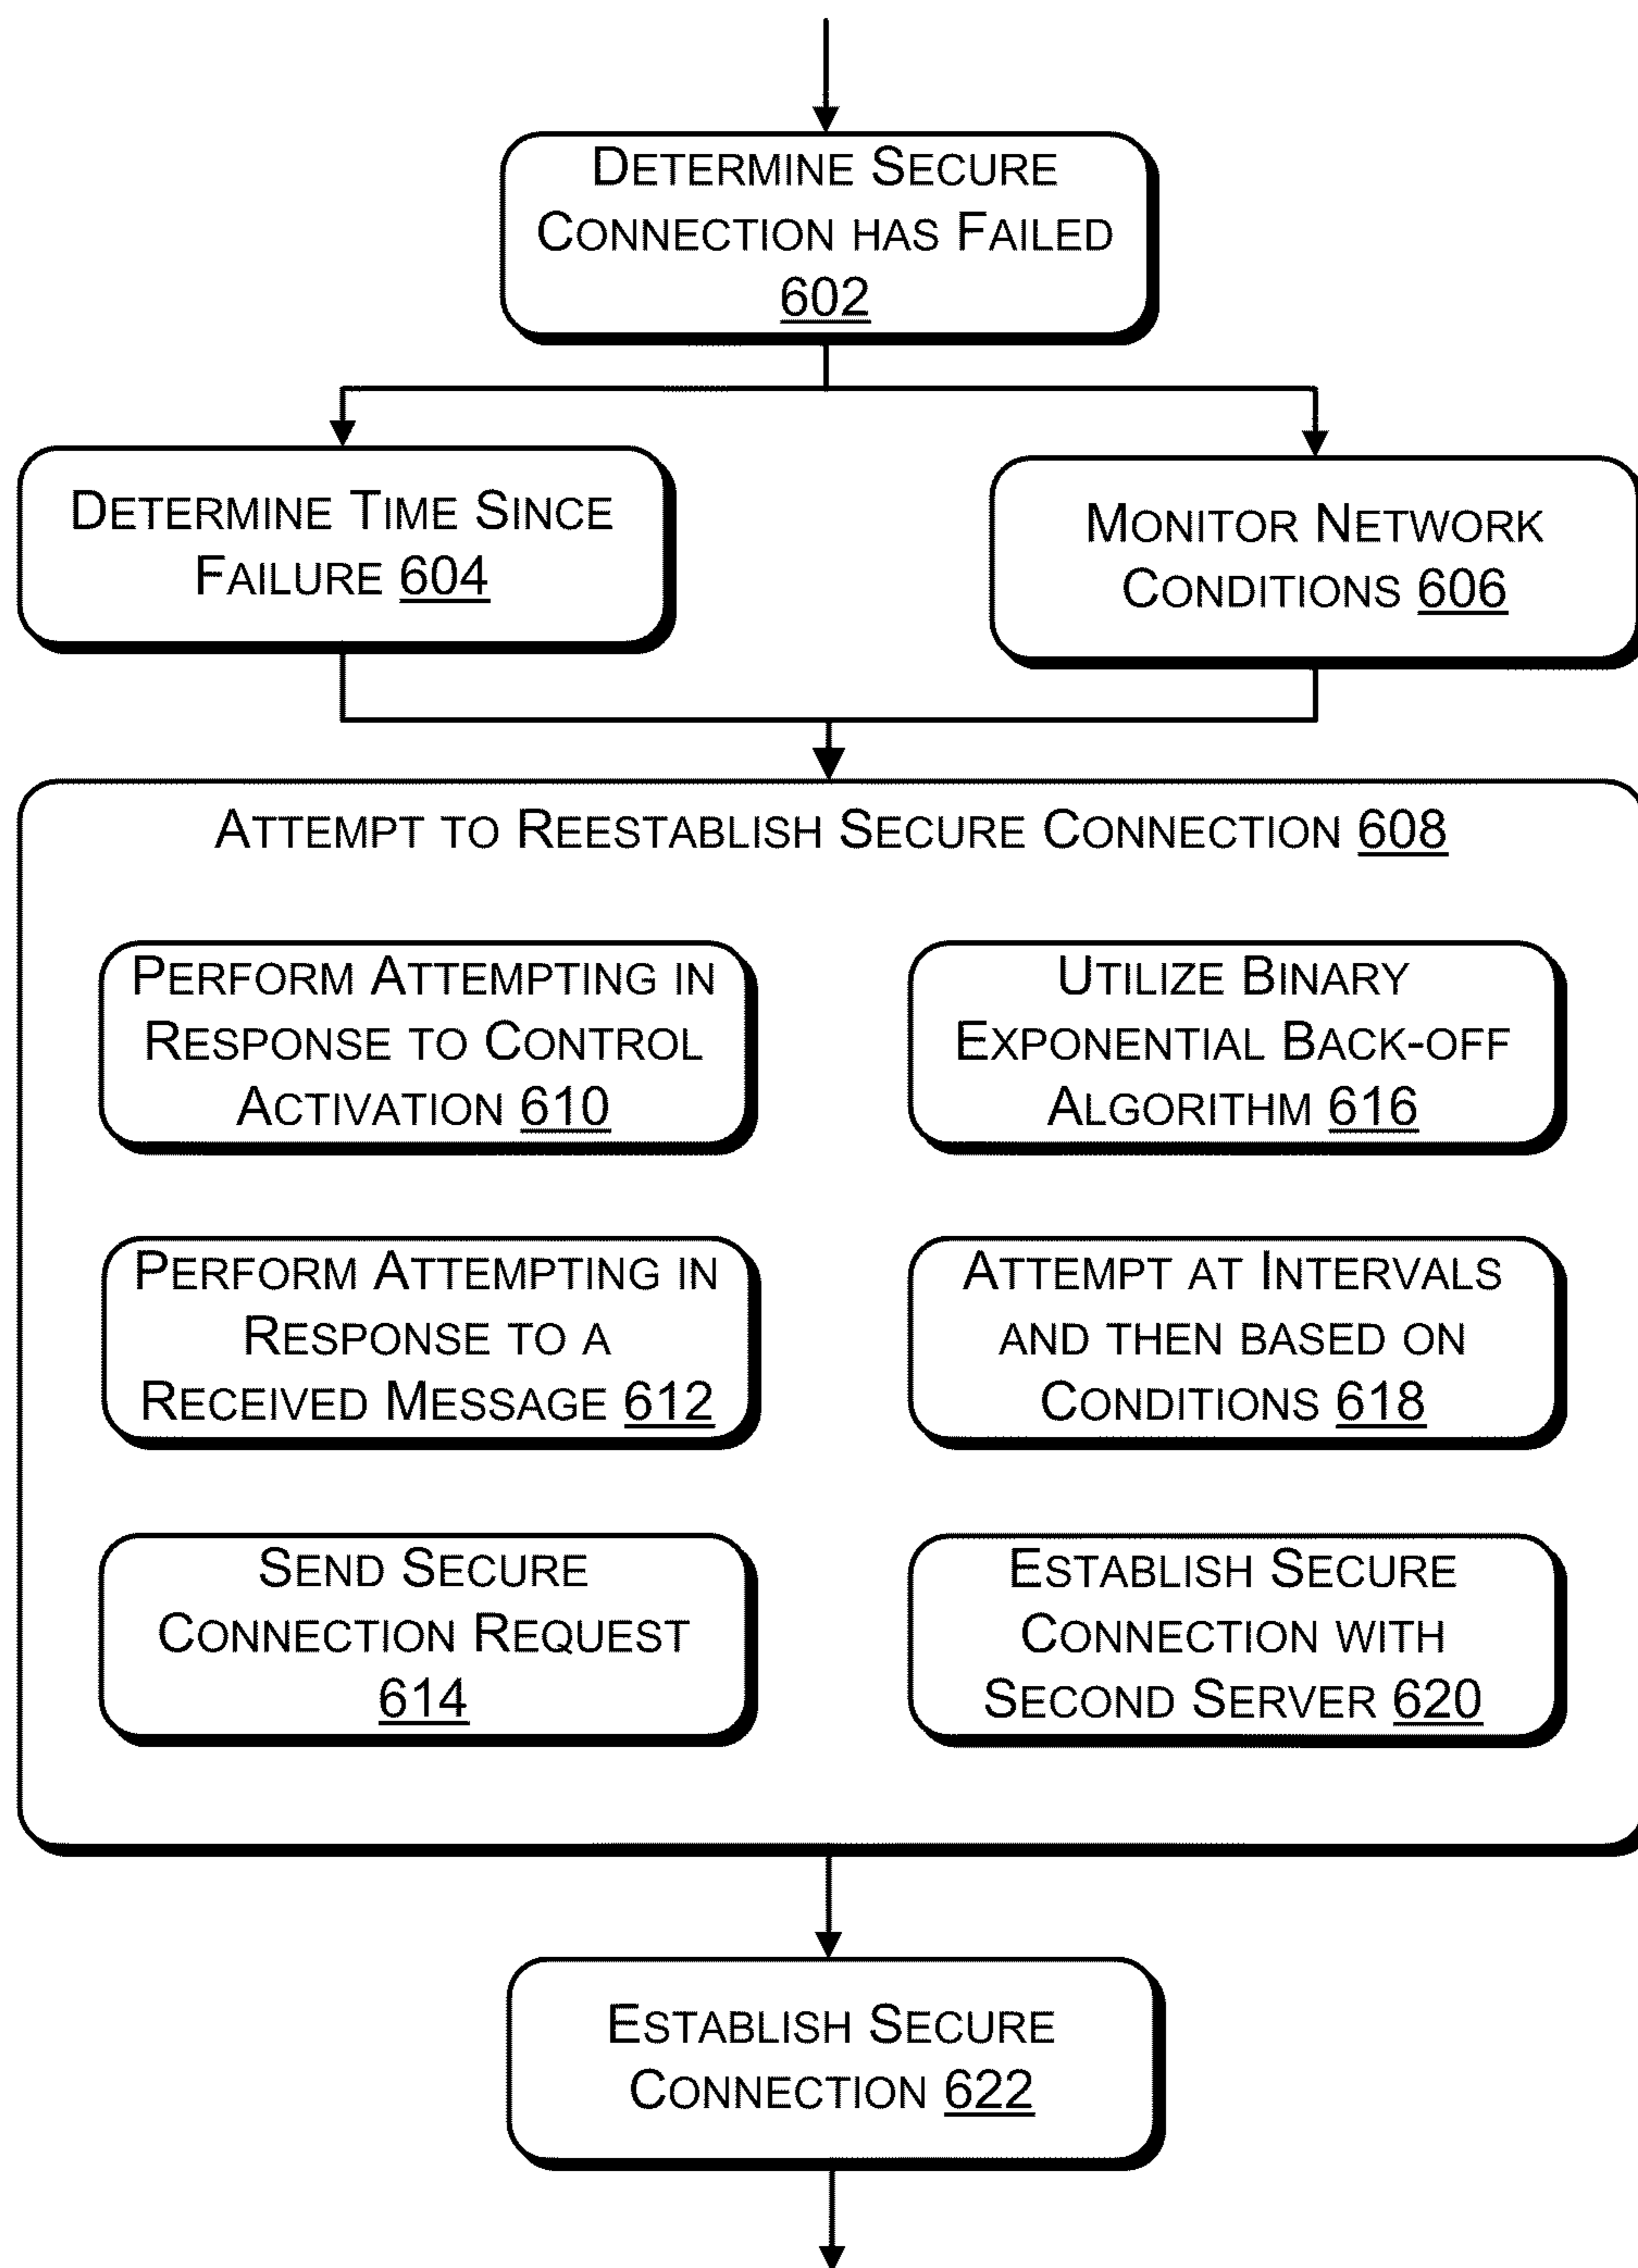 DETERMINE SECURE
CONNECTION HAS FAILED
602
DETERMINE TIME SINCE
FAILURE 604
MONITOR NETWORK
CONDITIONS 606
ATTEMPT TO REESTABLISH SECURE CONNECTION 608
PERFORM ATTEMPTING IN
RESPONSE TO CONTROL
ACTIVATION 610
UTILIZE BINARY
EXPONENTIAL BACK-OFF
ALGORITHM 616
PERFORM ATTEMPTING IN
RESPONSE TO A
RECEIVED MESSAGE 612
ATTEMPT AT INTERVALS
AND THEN BASED ON
CONDITIONS 618
SEND SECURE
CONNECTION REQUEST
614
ESTABLISH SECURE
CONNECTION WITH
SECOND SERVER 620
ESTABLISH SECURE
CONNECTION 622